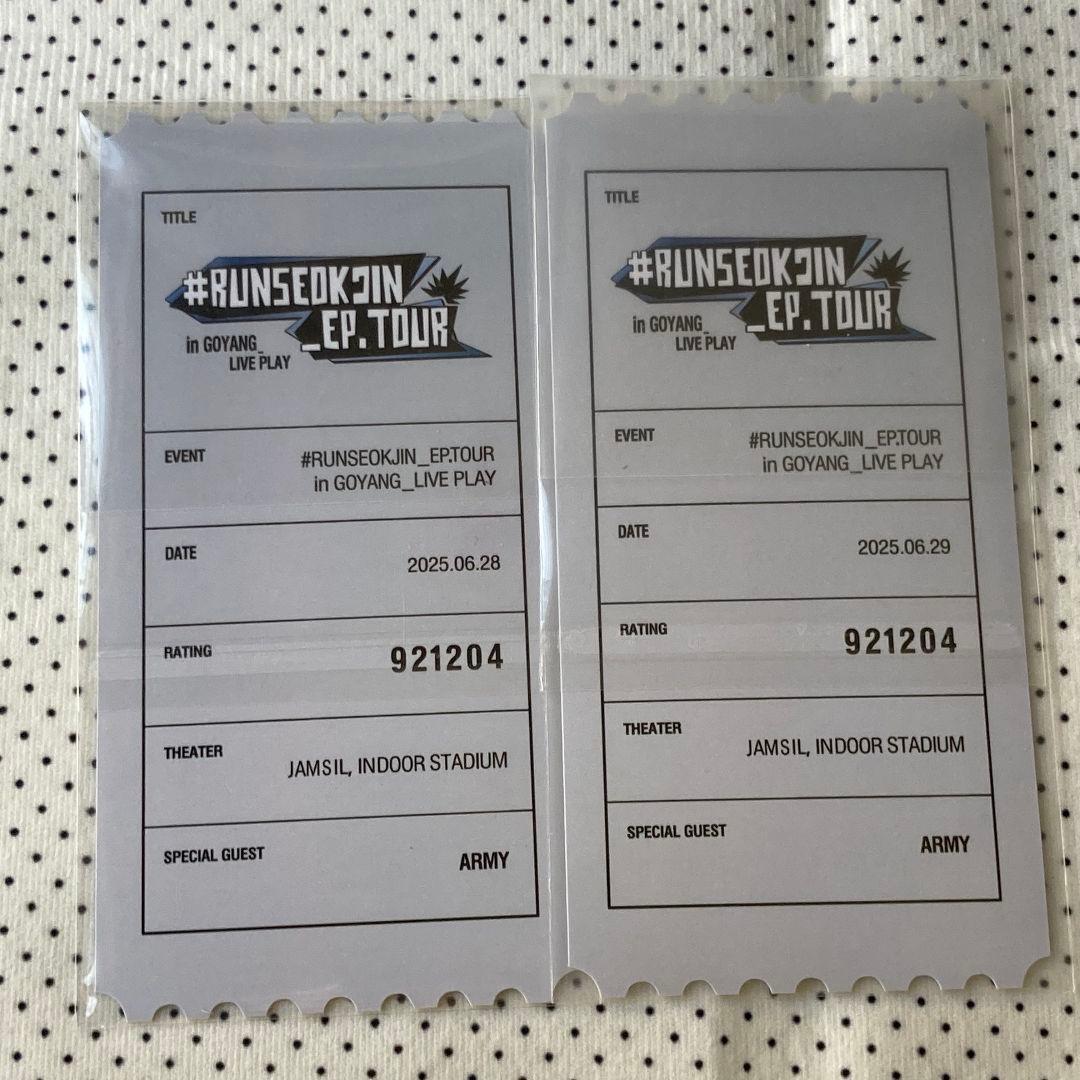 TITLE
#RUNSEOKJIN
_EP.TOUR
in GOYANG_
LIVE PLAY
EVENT
#RUNSEOKJIN_EP.TOUR
in GOYANG_LIVE PLAY
DATE
2025.06.28
RATING
921204
THEATER
JAMSIL, INDOOR STADIUM
SPECIAL GUEST
ARMY
TITLE
#RUNSEOKJIN
_EP.TOUR
in GOYANG_
LIVE PLAY
EVENT
#RUNSEOKJIN_EP.TOUR
in GOYANG_LIVE PLAY
DATE
2025.06.29
RATING
921204
THEATER
JAMSIL, INDOOR STADIUM
SPECIAL GUEST
ARMY